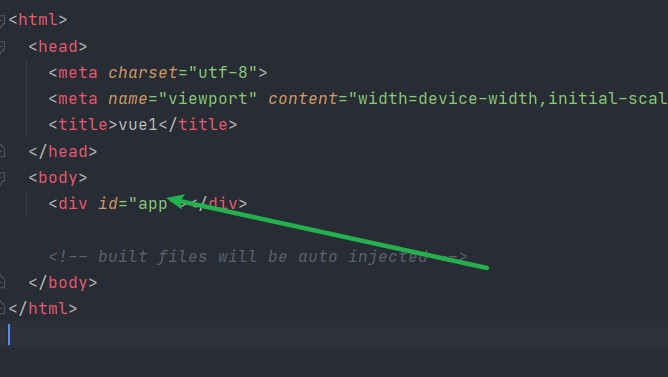 <html>
<head>
<meta charset="utf-8">
<meta name="viewport" content="width=device-width,initial-scal
<title>vue1</title>
</head>
<body>
<div id="app"></div>
<!-- built files will be auto injected -->
</body>
</html>